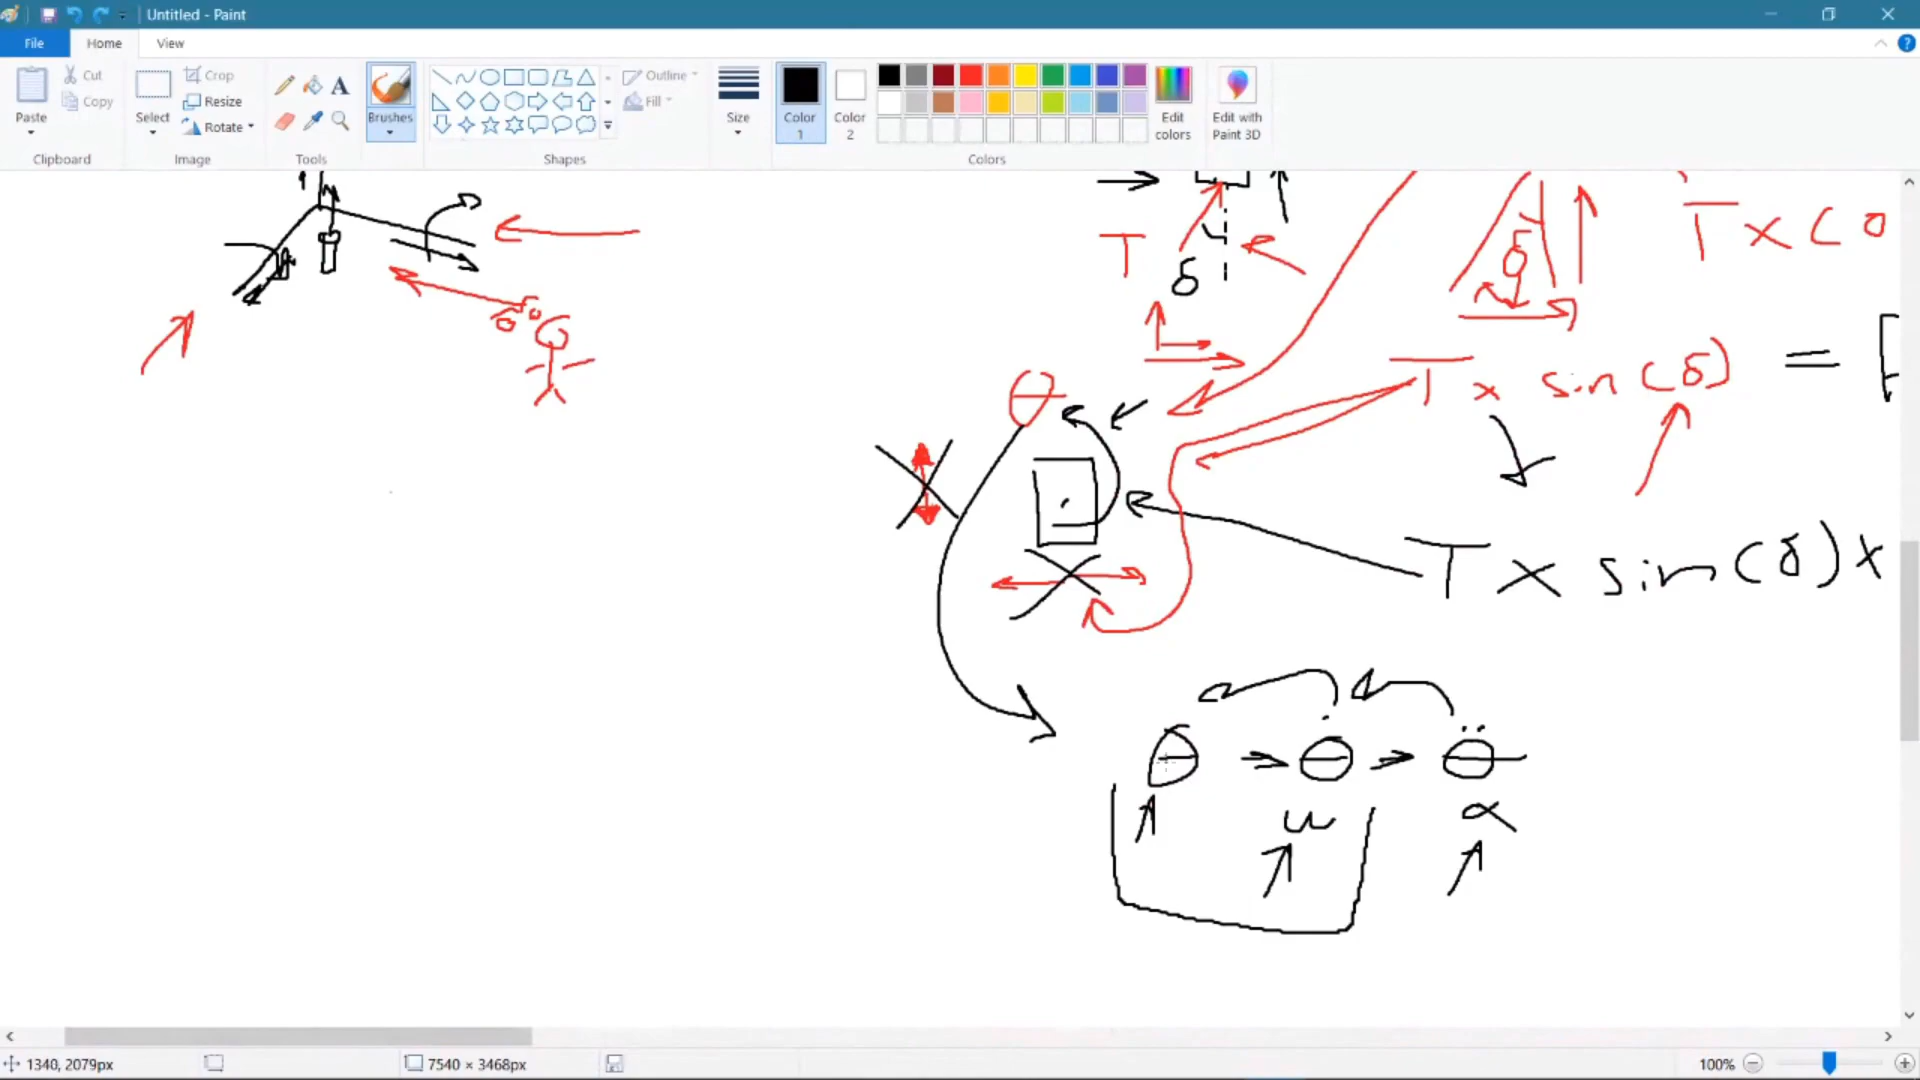 Untitled - Paint
File Home View
Paste
Cut
Copy
Clipboard
Select
Crop
Resize
Rotate
Image
Tools
Brushes
Shapes
Outline
Fill
Size
Color 1
Color 2
Colors
Edit colors
Edit with Paint 3D
T
δ
δ
T x C O
T x sin (δ) =
δ
θ
T x sin (δ) x
θ → θ̇ → θ̈
ω α
1340, 2079px
7540 × 3468px
100%